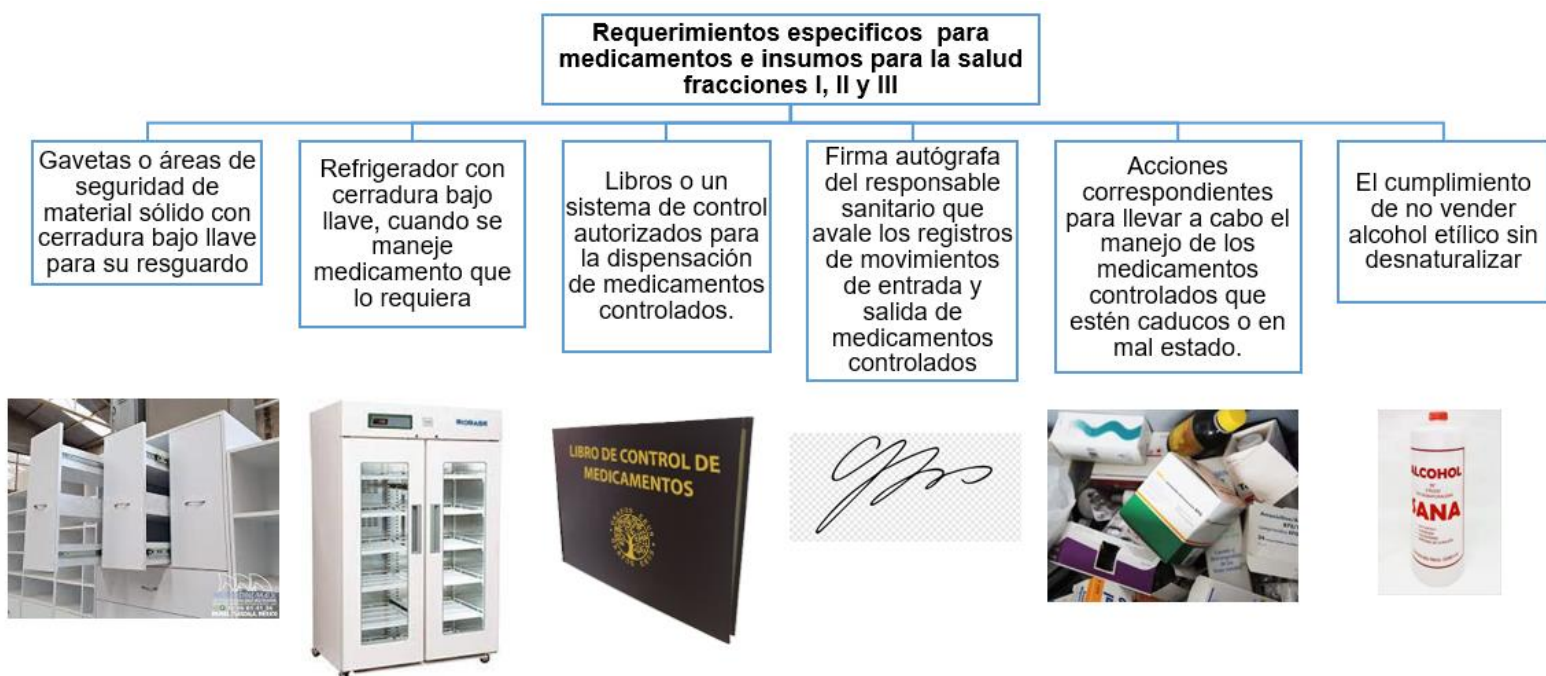 Requerimientos especificos para
medicamentos e insumos para la salud
fracciones I, II y III
Gavetas o áreas de
seguridad de
material sólido con
cerradura bajo llave
para su resguardo
Refrigerador con
cerradura bajo
llave, cuando se
maneje
medicamento que
lo requiera
Libros o un
sistema de control
autorizados para
la dispensación
de medicamentos
controlados.
Firma autógrafa
del responsable
sanitario que
avale los registros
de movimientos
de entrada y
salida de
medicamentos
controlados
Acciones
correspondientes
para llevar a cabo el
manejo de los
medicamentos
controlados que
estén caducos o en
mal estado.
El cumplimiento
de no vender
alcohol etílico sin
desnaturalizar
BIOBASE
LIBRO DE CONTROL DE
MEDICAMENTOS
ALCOHOL
SANA